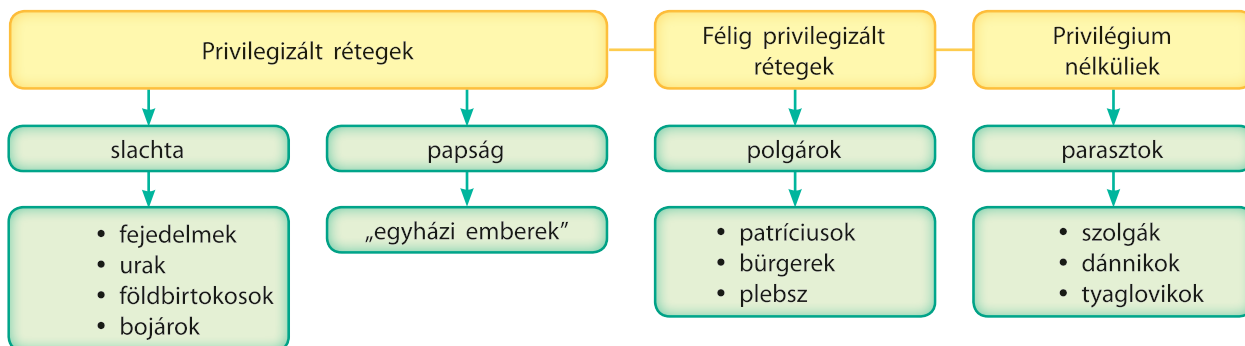 Privilegizált rétegek
Félig privilegizált
rétegek
Privilégium
nélküliek
slachta
papság
polgárok
parasztok
• fejedelmek
• urak
• földbirtokosok
• bojárok
„egyházi emberek”
• patríciusok
• bürgerek
• plebsz
• szolgák
• dánnikok
• tyaglovikok